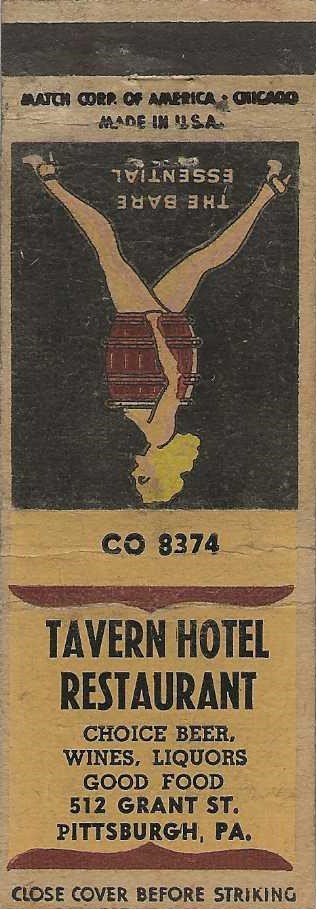 MATCH CORP. OF AMERICA • CHICAGO
MADE IN U.S.A.
THE BARE
ESSENTIAL
CO 8374
TAVERN HOTEL
RESTAURANT
CHOICE BEER,
WINES, LIQUORS
GOOD FOOD
512 GRANT ST.
PITTSBURGH, PA.
CLOSE COVER BEFORE STRIKING